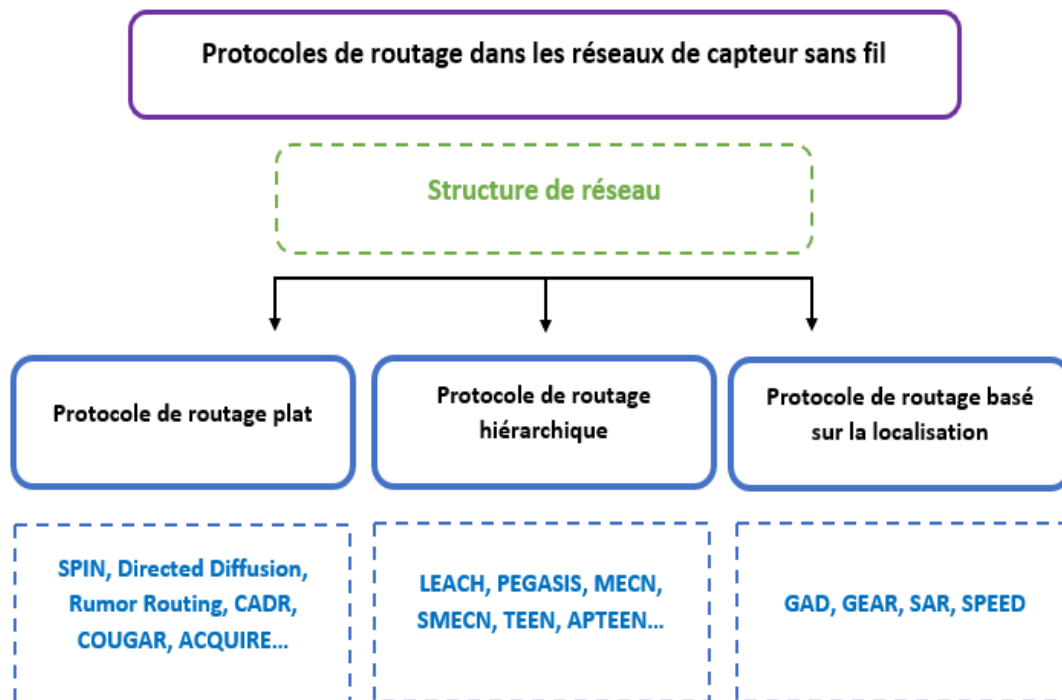 Protocoles de routage dans les réseaux de capteur sans fil
Structure de réseau
Protocole de routage plat
Protocole de routage
hiérarchique
Protocole de routage basé
sur la localisation
SPIN, Directed Diffusion,
Rumor Routing, CADR,
COUGAR, ACQUIRE...
LEACH, PEGASIS, MECN,
SMECN, TEEN, APTEEN...
GAD, GEAR, SAR, SPEED